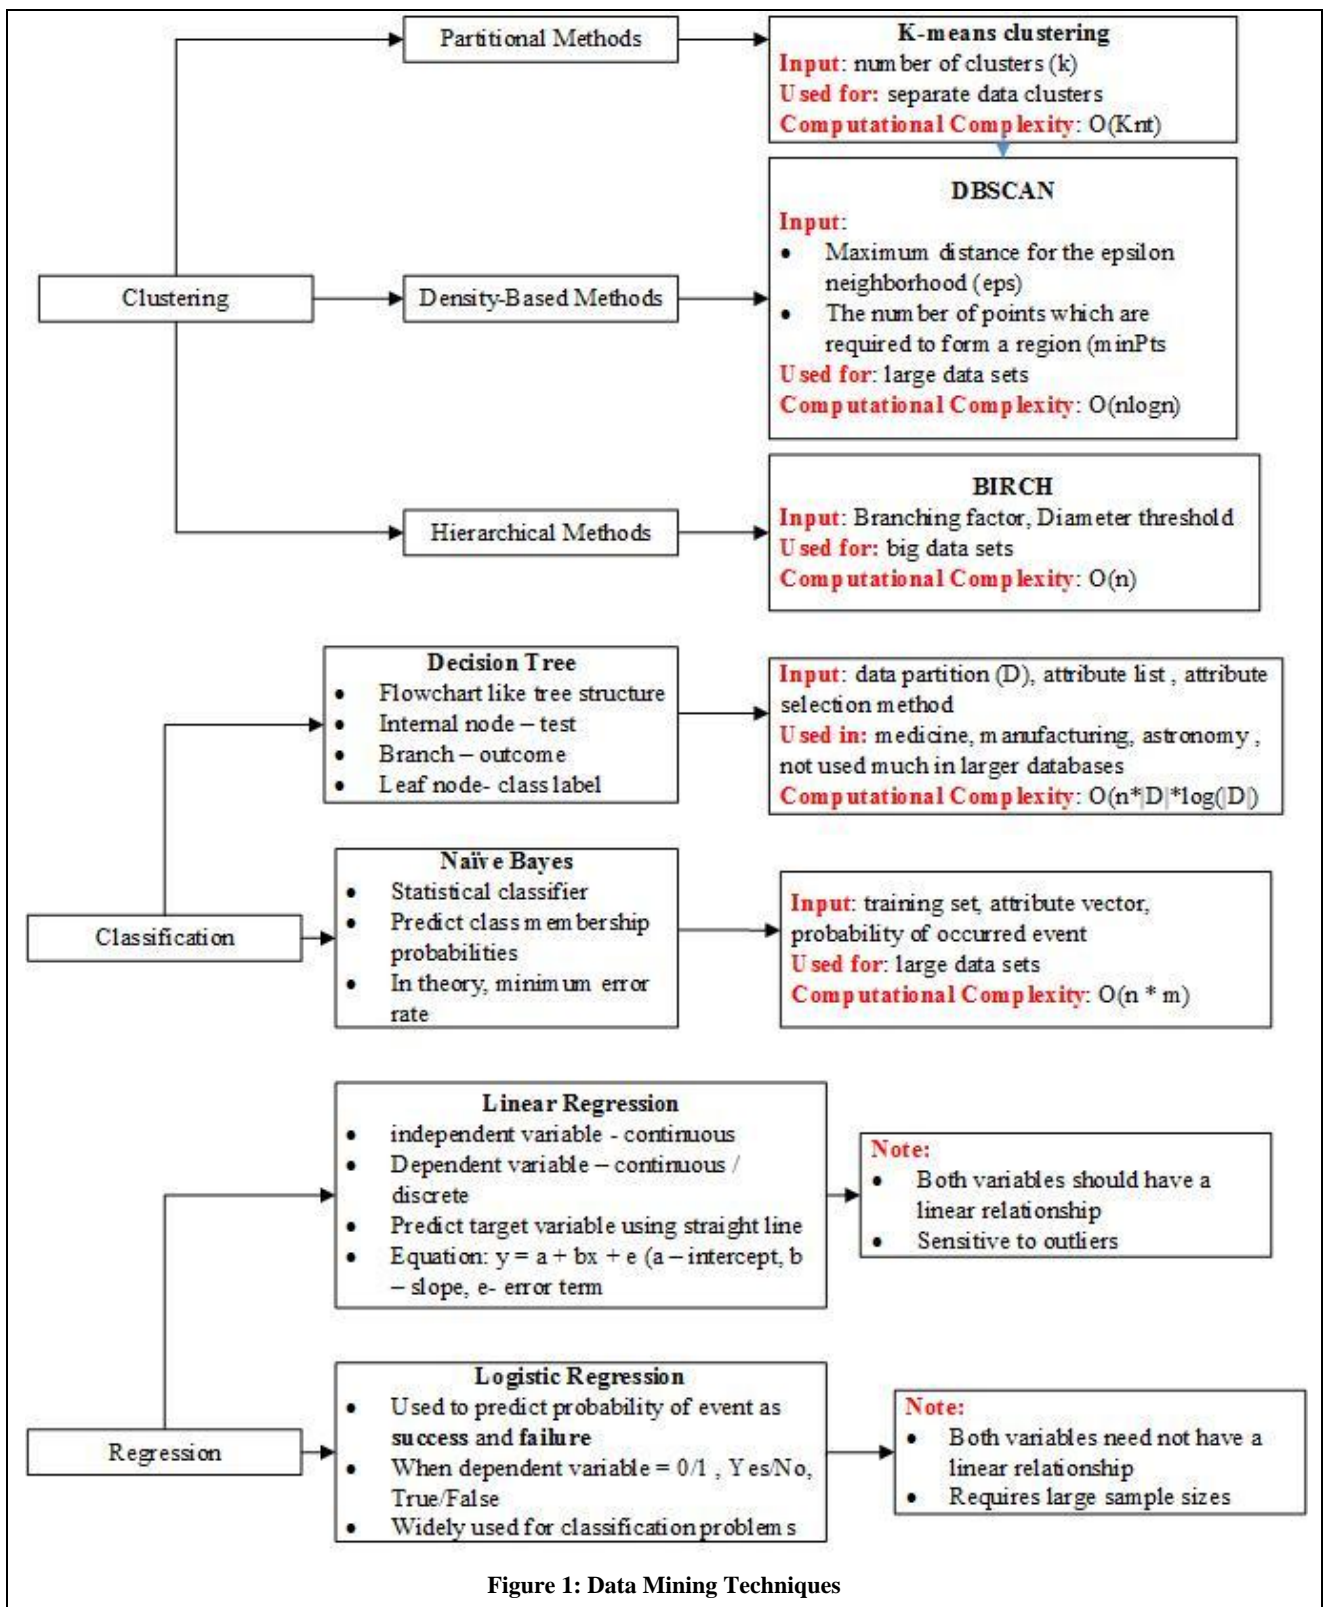 Partitional Methods
K-means clustering
Input: number of clusters (k)
Used for: separate data clusters
Computational Complexity: O(Knt)
DBSCAN
Input:
• Maximum distance for the epsilon
neighborhood (eps)
• The number of points which are
required to form a region (minPts
Used for: large data sets
Computational Complexity: O(nlogn)
Clustering
Density-Based Methods
BIRCH
Input: Branching factor, Diameter threshold
Used for: big data sets
Computational Complexity: O(n)
Hierarchical Methods
Decision Tree
• Flowchart like tree structure
• Internal node – test
• Branch – outcome
• Leaf node- class label
Input: data partition (D), attribute list , attribute
selection method
Used in: medicine, manufacturing, astronomy ,
not used much in larger databases
Computational Complexity: O(n*|D|*log(|D|)
Classification
Naïve Bayes
• Statistical classifier
• Predict class membership
probabilities
• In theory, minimum error
rate
Input: training set, attribute vector,
probability of occurred event
Used for: large data sets
Computational Complexity: O(n * m)
Linear Regression
• independent variable - continuous
• Dependent variable – continuous /
discrete
• Predict target variable using straight line
• Equation: y = a + bx + e (a – intercept, b
– slope, e- error term
Note:
• Both variables should have a
linear relationship
• Sensitive to outliers
Regression
Logistic Regression
• Used to predict probability of event as
success and failure
• When dependent variable = 0/1 , Yes/No,
True/False
• Widely used for classification problems
Note:
• Both variables need not have a
linear relationship
• Requires large sample sizes
Figure 1: Data Mining Techniques